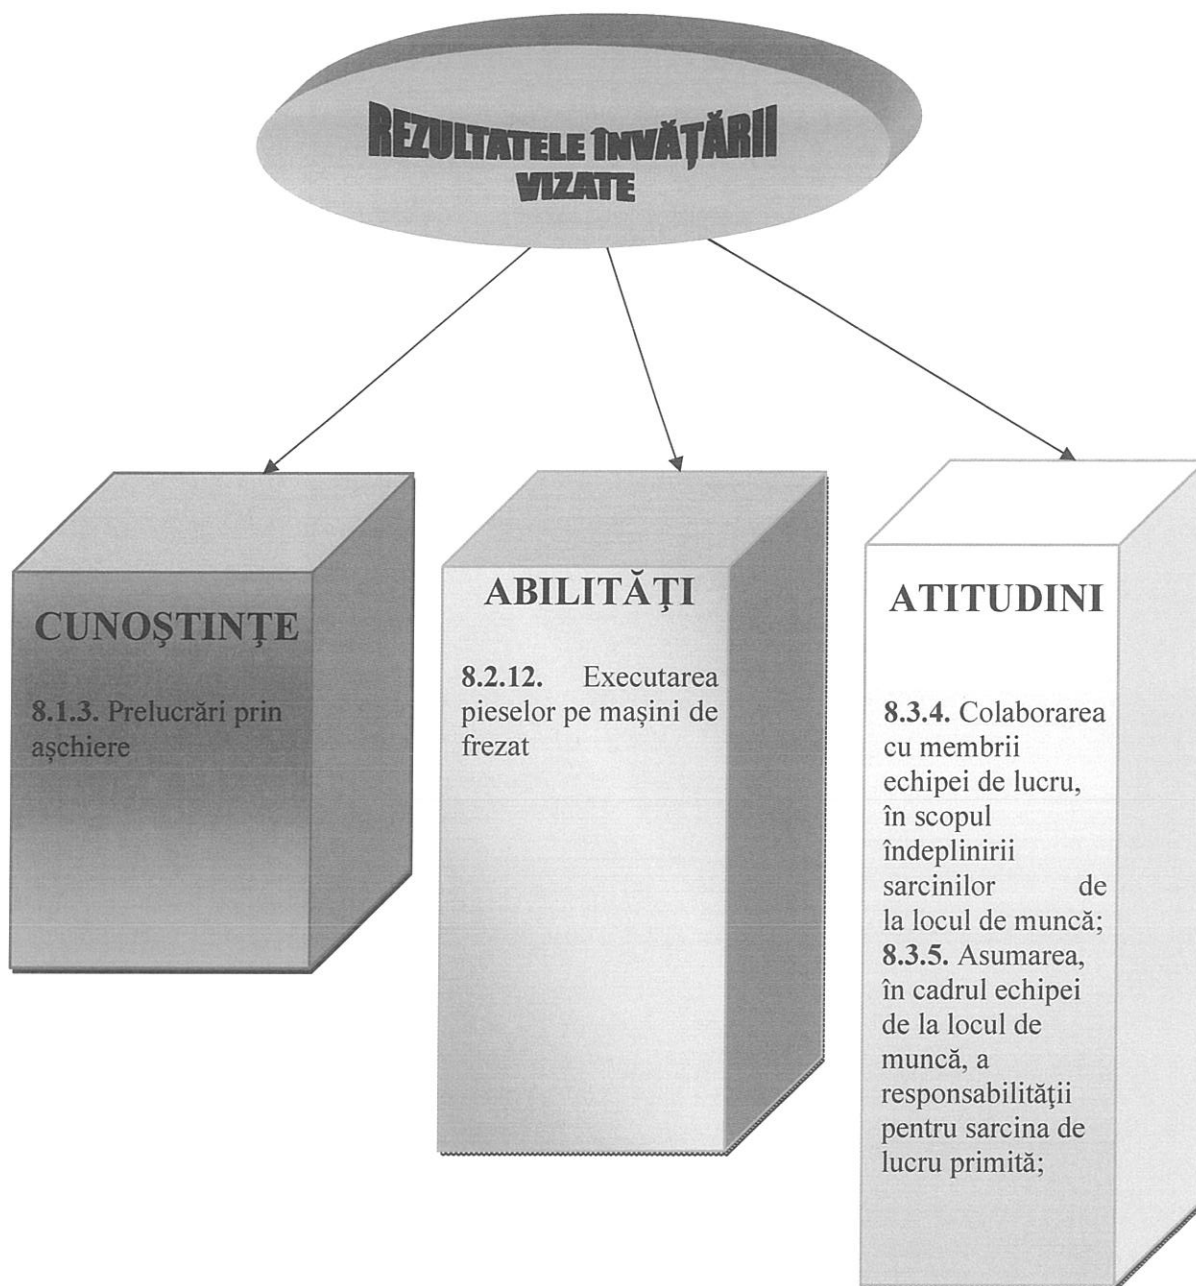 REZULTATELE ÎNVĂŢĂRII
VIZATE
CUNOŞTINŢE
8.1.3. Prelucrări prin
aşchiere
ABILITĂŢI
8.2.12. Executarea
pieselor pe maşini de
frezat
ATITUDINI
8.3.4. Colaborarea
cu membrii
echipei de lucru,
în scopul
îndeplinirii
sarcinilor de
la locul de muncă;
8.3.5. Asumarea,
în cadrul echipei
de la locul de
muncă, a
responsabilităţii
pentru sarcina de
lucru primită;